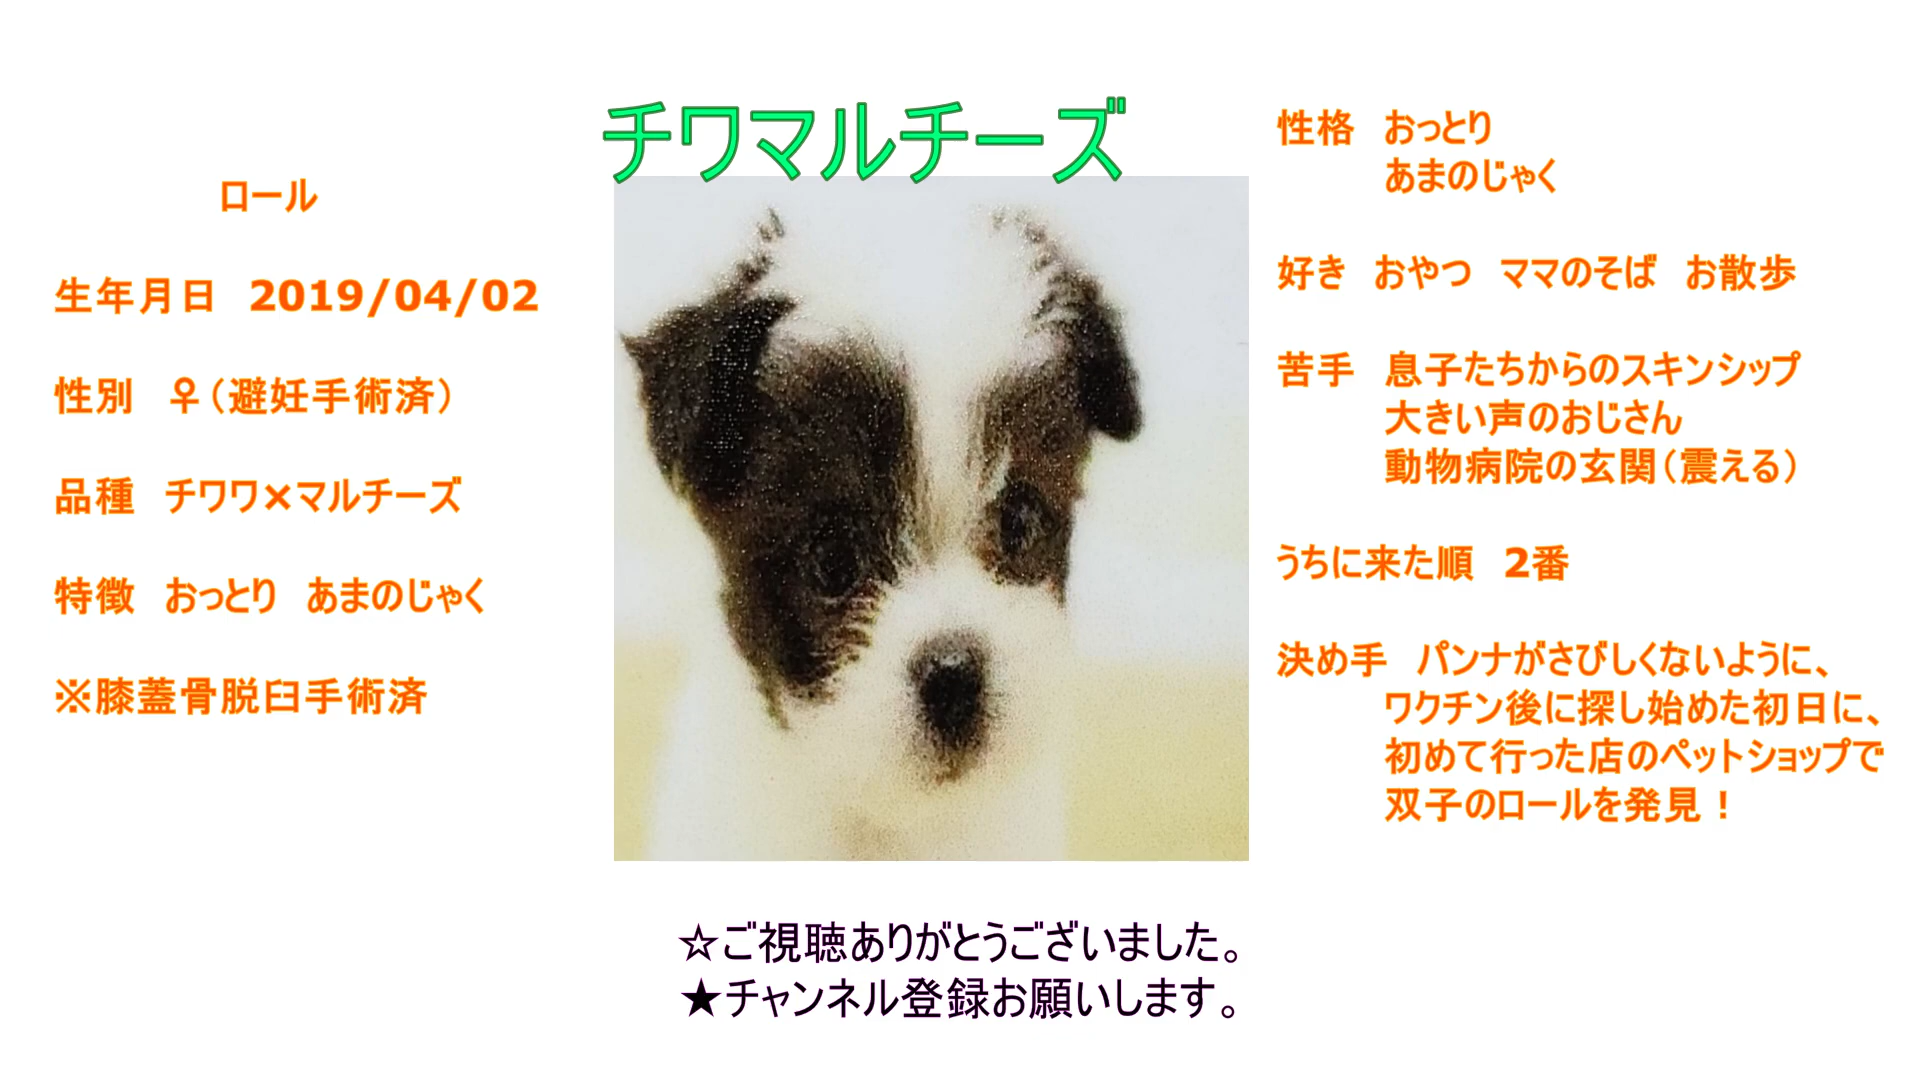 チワマルチーズ
ロール
生年月日　2019/04/02
性別　♀（避妊手術済）
品種　チワワ×マルチーズ
特徴　おっとり　あまのじゃく
※膝蓋骨脱臼手術済
性格　おっとり
あまのじゃく
好き　おやつ　ママのそば　お散歩
苦手　息子たちからのスキンシップ
大きい声のおじさん
動物病院の玄関（震える）
うちに来た順　2番
決め手　パンナがさびしくないように、
ワクチン後に探し始めた初日に、
初めて行った店のペットショップで
双子のロールを発見！
☆ご視聴ありがとうございました。
★チャンネル登録お願いします。